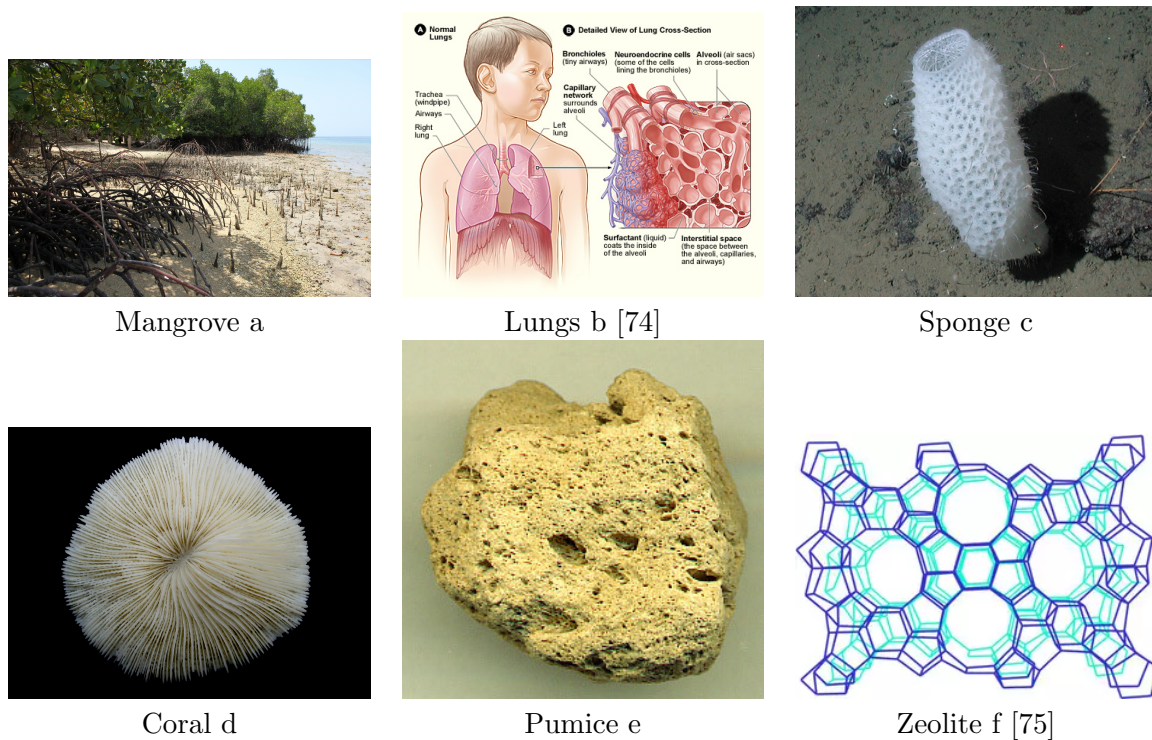 A Normal
Lungs
B Detailed View of Lung Cross-Section
Bronchioles
(tiny airways)
Neuroendocrine cells
(some of the cells
lining the bronchioles)
Alveoli (air sacs)
in cross-section
Capillary
network
surrounds
alveoli
Trachea
(windpipe)
Airways
Right
lung
Left
lung
Surfactant (liquid)
coats the inside
of the alveoli
Interstitial space
(the space between
the alveoli, capillaries,
and airways)
Mangrove a
Lungs b [74]
Sponge c
Coral d
Pumice e
Zeolite f [75]